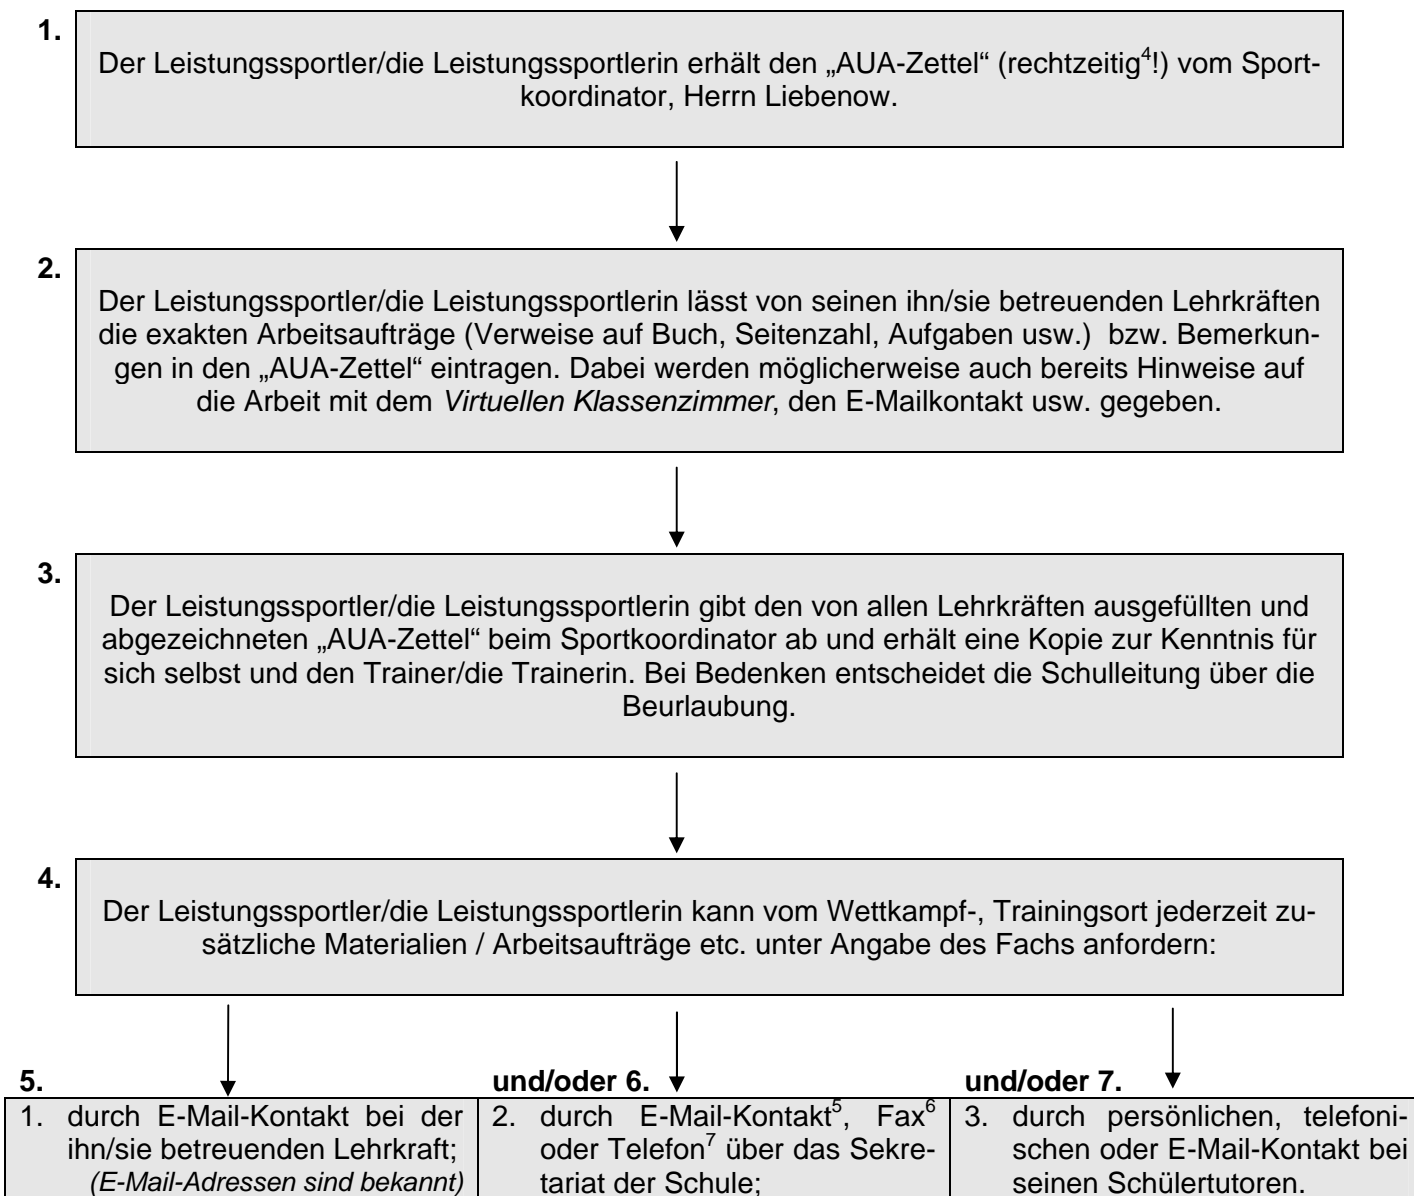 1.
Der Leistungssportler/die Leistungssportlerin erhält den „AUA-Zettel“ (rechtzeitig⁴!) vom Sport-
koordinator, Herrn Liebenow.
2.
Der Leistungssportler/die Leistungssportlerin lässt von seinen ihn/sie betreuenden Lehrkräften
die exakten Arbeitsaufträge (Verweise auf Buch, Seitenzahl, Aufgaben usw.) bzw. Bemerkun-
gen in den „AUA-Zettel“ eintragen. Dabei werden möglicherweise auch bereits Hinweise auf
die Arbeit mit dem Virtuellen Klassenzimmer, den E-Mailkontakt usw. gegeben.
3.
Der Leistungssportler/die Leistungssportlerin gibt den von allen Lehrkräften ausgefüllten und
abgezeichneten „AUA-Zettel“ beim Sportkoordinator ab und erhält eine Kopie zur Kenntnis für
sich selbst und den Trainer/die Trainerin. Bei Bedenken entscheidet die Schulleitung über die
Beurlaubung.
4.
Der Leistungssportler/die Leistungssportlerin kann vom Wettkampf-, Trainingsort jederzeit zu-
sätzliche Materialien / Arbeitsaufträge etc. unter Angabe des Fachs anfordern:
5.
1. durch E-Mail-Kontakt bei der
ihn/sie betreuenden Lehrkraft;
(E-Mail-Adressen sind bekannt)
und/oder 6.
2. durch E-Mail-Kontakt⁵, Fax⁶
oder Telefon⁷ über das Sekre-
tariat der Schule;
und/oder 7.
3. durch persönlichen, telefoni-
schen oder E-Mail-Kontakt bei
seinen Schülertutoren.